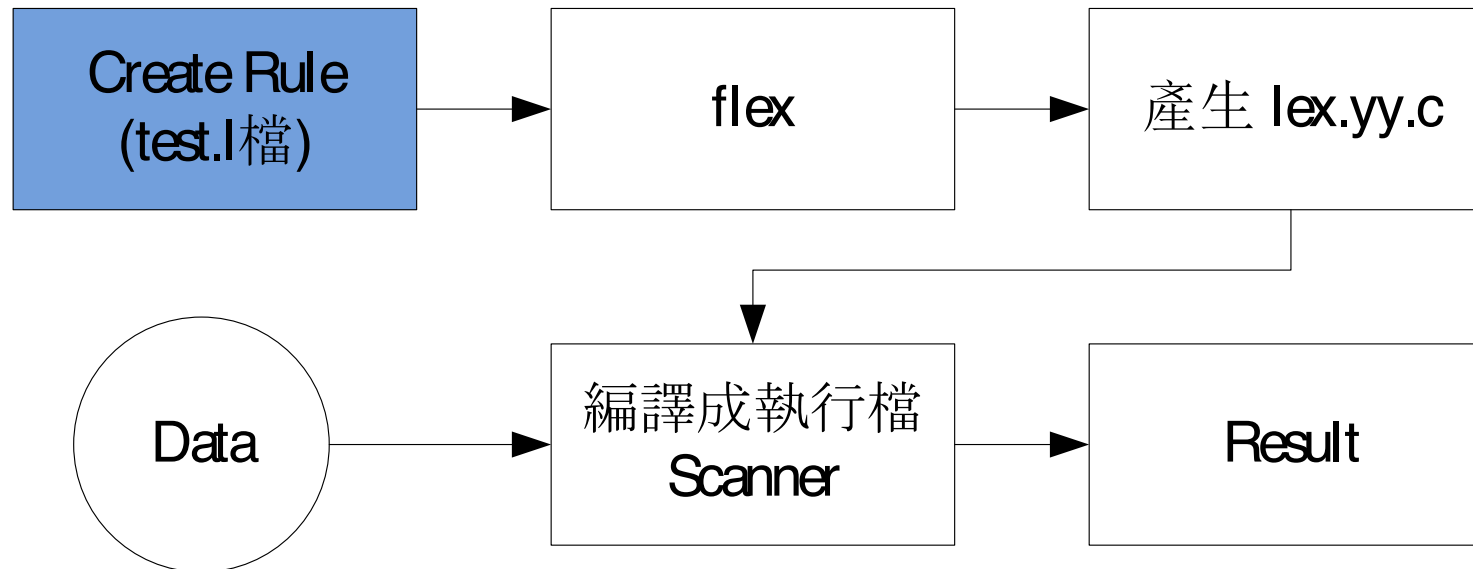 Create Rule
(test.l檔)
flex
產生 lex.yy.c
Data
編譯成執行檔
Scanner
Result